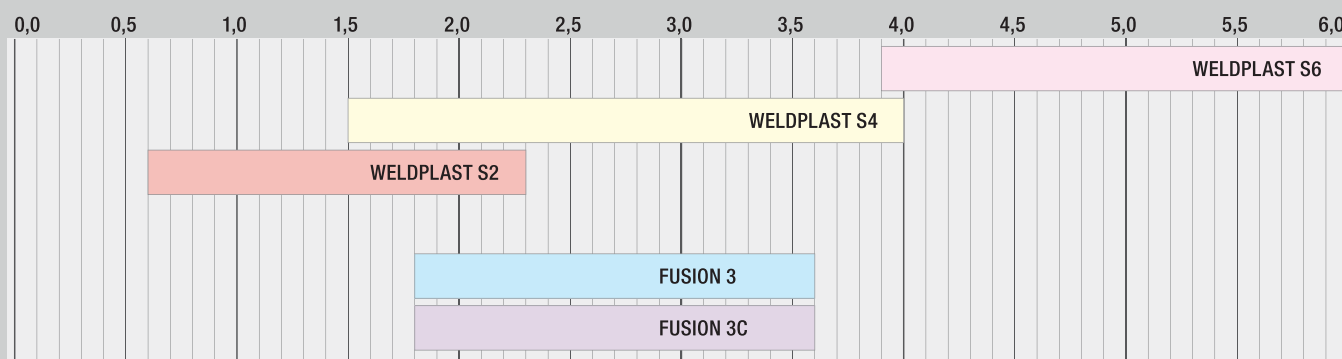 0,0 0,5 1,0 1,5 2,0 2,5 3,0 3,5 4,0 4,5 5,0 5,5 6,0
WELDPLAST S6
WELDPLAST S4
WELDPLAST S2
FUSION 3
FUSION 3C